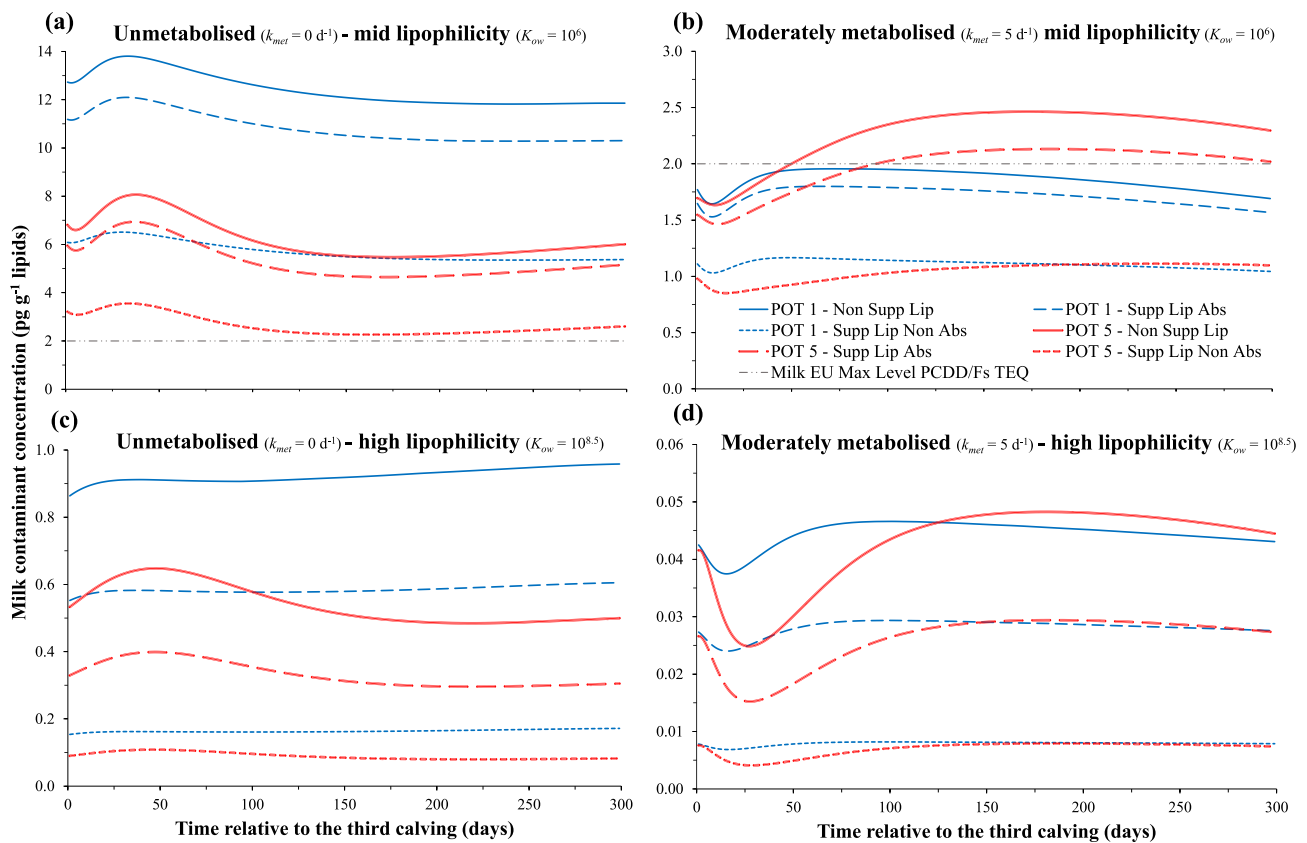 (a)
Unmetabolised (kmet = 0 d-1) - mid lipophilicity (Kow = 10⁶)
14
12
10
8
6
4
2
0
(b)
Moderately metabolised (kmet = 5 d-1) mid lipophilicity (Kow = 10⁶)
3.0
2.5
2.0
1.5
1.0
0.5
0.0
POT 1 - Non Supp Lip
POT 1 - Supp Lip Abs
POT 1 - Supp Lip Non Abs
POT 5 - Non Supp Lip
POT 5 - Supp Lip Abs
POT 5 - Supp Lip Non Abs
Milk EU Max Level PCDD/Fs TEQ
Milk contaminant concentration (pg g-1 lipids)
(c)
Unmetabolised (kmet = 0 d-1) - high lipophilicity (Kow = 10⁸·⁵)
1.0
0.8
0.6
0.4
0.2
0.0
0 50 100 150 200 250 300
Time relative to the third calving (days)
(d)
Moderately metabolised (kmet = 5 d-1) - high lipophilicity (Kow = 10⁸·⁵)
0.06
0.05
0.04
0.03
0.02
0.01
0.00
0 50 100 150 200 250 300
Time relative to the third calving (days)